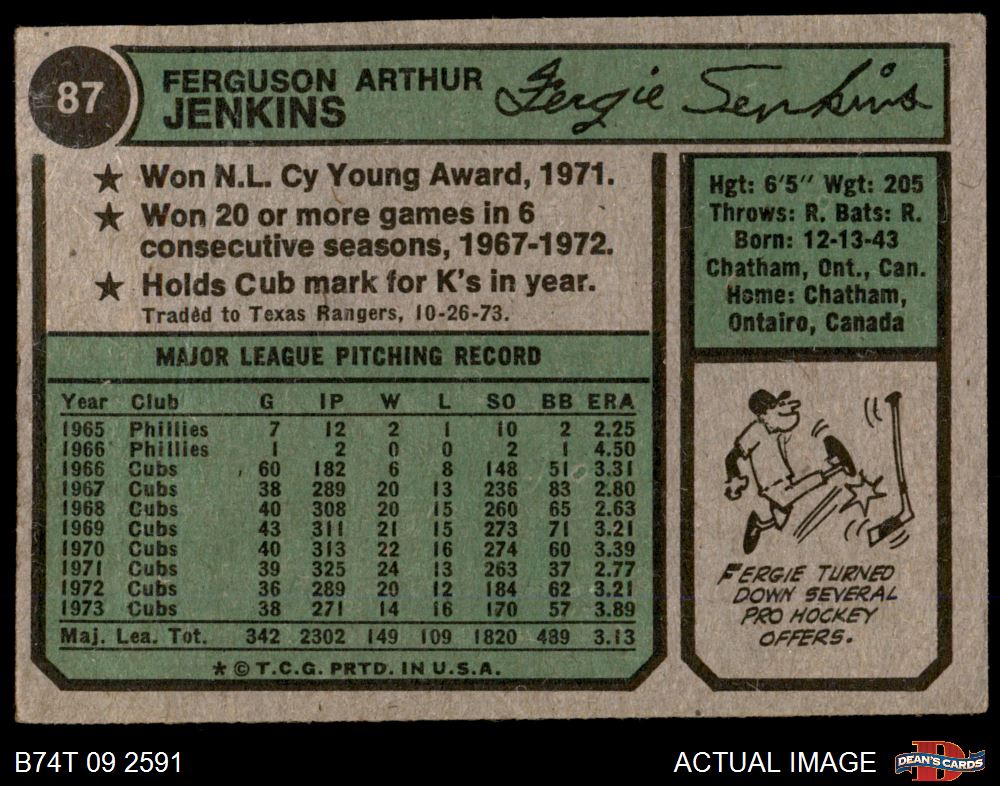 87
FERGUSON ARTHUR
JENKINS
Fergie Jenkins
★ Won N.L. Cy Young Award, 1971.
★ Won 20 or more games in 6
consecutive seasons, 1967-1972.
★ Holds Cub mark for K's in year.
Traded to Texas Rangers, 10-26-73.
Hgt: 6'5" Wgt: 205
Throws: R. Bats: R.
Born: 12-13-43
Chatham, Ont., Can.
Home: Chatham,
Ontairo, Canada
MAJOR LEAGUE PITCHING RECORD
Year Club G IP W L SO BB ERA
1965 Phillies 7 12 2 1 10 2 2.25
1966 Phillies 1 2 0 0 2 1 4.50
1966 Cubs 60 182 6 8 148 51 3.31
1967 Cubs 38 289 20 13 236 83 2.80
1968 Cubs 40 308 20 15 260 65 2.63
1969 Cubs 43 311 21 15 273 71 3.21
1970 Cubs 40 313 22 16 274 60 3.39
1971 Cubs 39 325 24 13 263 37 2.77
1972 Cubs 36 289 20 12 184 62 3.21
1973 Cubs 38 271 14 16 170 57 3.89
Maj. Lea. Tot. 342 2302 149 109 1820 489 3.13
* © T.C.G. PRTD. IN U.S.A.
FERGIE TURNED
DOWN SEVERAL
PRO HOCKEY
OFFERS.
B74T 09 2591
ACTUAL IMAGE
DEAN'S CARDS